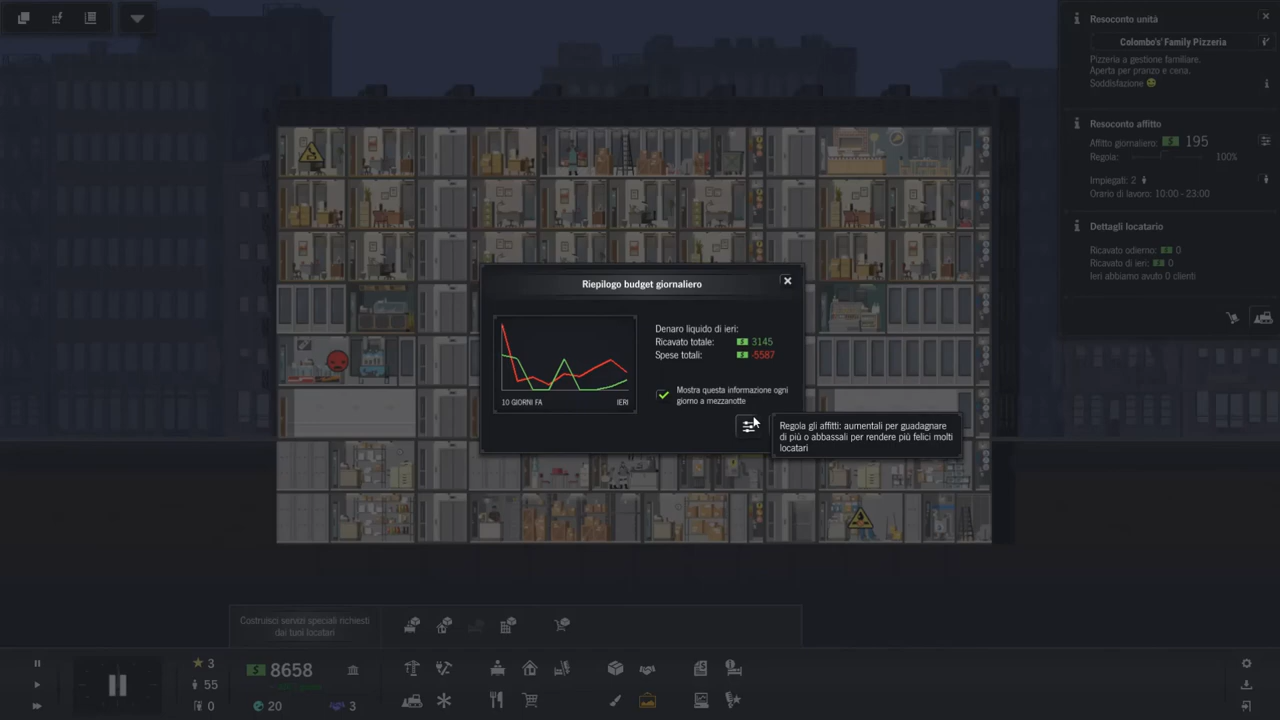 Resoconto unità
Colombo's' Family Pizzeria
Pizzeria a gestione familiare.
Aperta per pranzo e cena.
Soddisfazione
Resoconto affitto
Affitto giornaliero: 195
Regola: 100%
Impiegati: 2
Orario di lavoro: 10:00 - 23:00
Dettagli locatario
Ricavato odierno: 0
Ricavato di ieri: 0
Ieri abbiamo avuto 0 clienti
Riepilogo budget giornaliero
Denaro liquido di ieri:
Ricavato totale: 3145
Spese totali: -5587
10 GIORNI FA
IERI
Mostra questa informazione ogni
giorno a mezzanotte
Regola gli affitti: aumentali per guadagnare
di più o abbassali per rendere più felici molti
locatari
Costruisci servizi speciali richiesti
dai tuoi locatari
3
55
0
8658
20
3